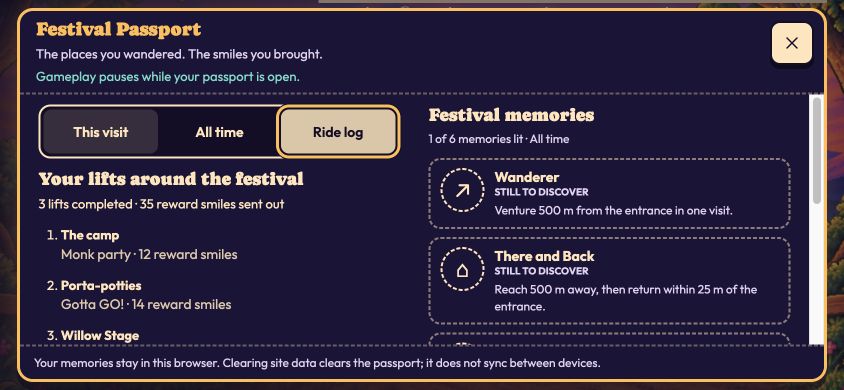 Festival Passport
The places you wandered. The smiles you brought.
Gameplay pauses while your passport is open.
This visit
All time
Ride log
Your lifts around the festival
3 lifts completed · 35 reward smiles sent out
1. The camp
Monk party · 12 reward smiles
2. Porta-potties
Gotta GO! · 14 reward smiles
3. Willow Stage
Festival memories
1 of 6 memories lit · All time
Wanderer
STILL TO DISCOVER
Venture 500 m from the entrance in one visit.
There and Back
STILL TO DISCOVER
Reach 500 m away, then return within 25 m of the
entrance.
Your memories stay in this browser. Clearing site data clears the passport; it does not sync between devices.